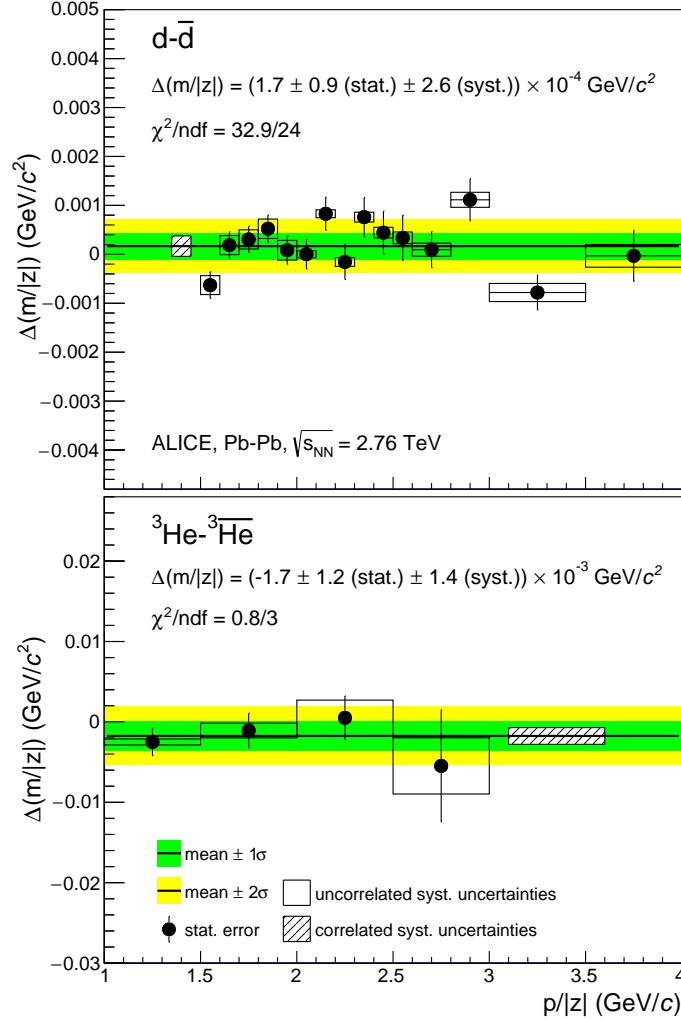 0.005
0.004
0.003
0.002
0.001
0
−0.001
−0.002
−0.003
−0.004
Δ(m/|z|) (GeV/c²)
d-d̅
Δ(m/|z|) = (1.7 ± 0.9 (stat.) ± 2.6 (syst.)) × 10⁻⁴ GeV/c²
χ²/ndf = 32.9/24
ALICE, Pb-Pb, √s_NN = 2.76 TeV
0.02
0.01
0
−0.01
−0.02
−0.03
Δ(m/|z|) (GeV/c²)
³He-³H̅e̅
Δ(m/|z|) = (-1.7 ± 1.2 (stat.) ± 1.4 (syst.)) × 10⁻³ GeV/c²
χ²/ndf = 0.8/3
mean ± 1σ
mean ± 2σ
uncorrelated syst. uncertainties
stat. error
correlated syst. uncertainties
1 1.5 2 2.5 3 3.5 4
p/|z| (GeV/c)